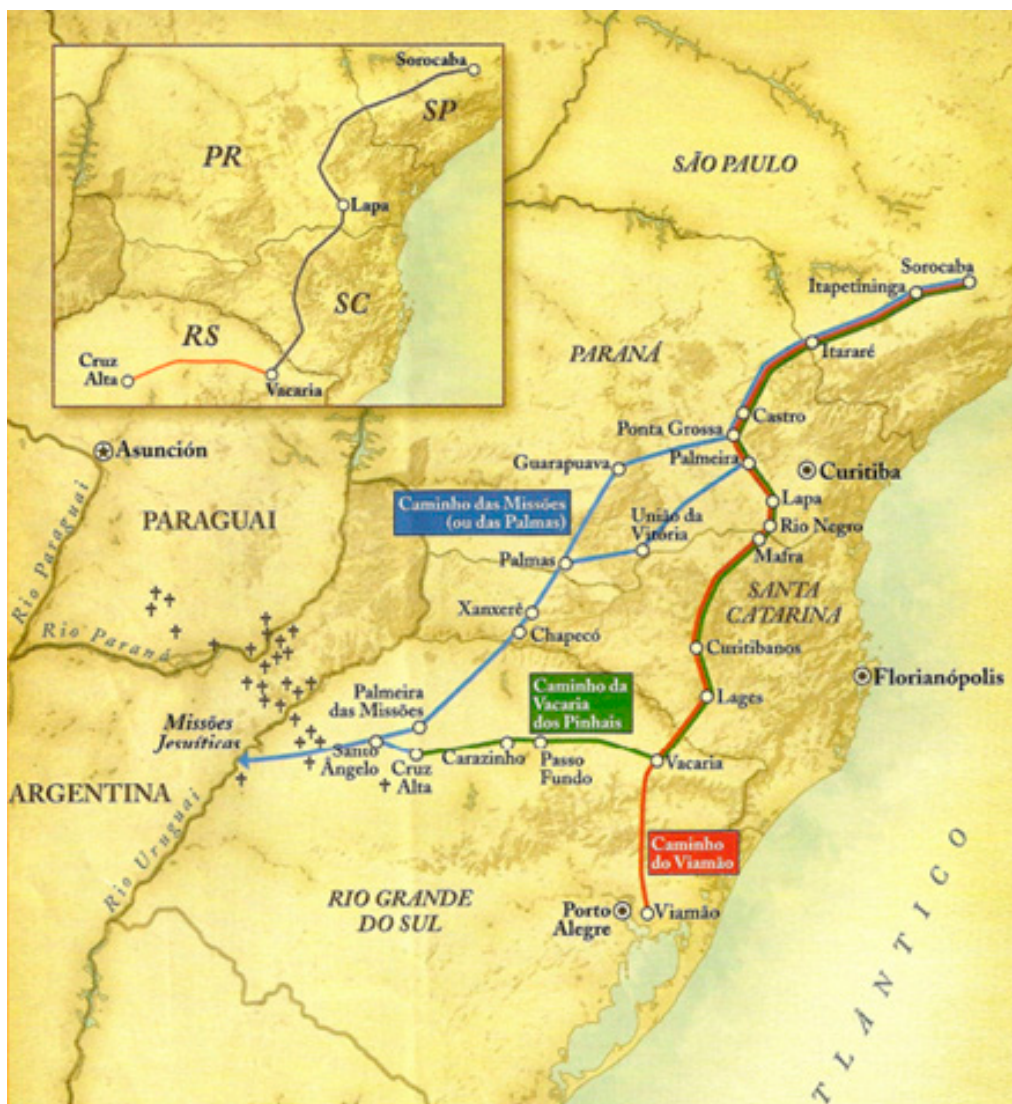 Sorocaba
SP
PR
Lapa
SC
RS
Cruz
Alta
Vacaria
SÃO PAULO
Sorocaba
Itapetininga
Itararé
PARANÁ
Castro
Ponta Grossa
Palmeira
Guarapuava
Curitiba
Asunción
Lapa
Caminho das Missões
(ou das Palmas)
União da
Vitoria
Rio Negro
Mafra
PARAGUAI
Rio Paraguai
Palmas
SANTA
CATARINA
Xanxerê
Chapecó
Rio Paraná
Curitibanos
Florianópolis
Lages
Caminho da
Vacaria
dos Pinhais
Palmeira
das Missões
Missões
Jesuíticas
Santo
Ângelo
Cruz
Alta
Carazinho
Passo
Fundo
Vacaria
ARGENTINA
Rio Uruguai
Caminho
do Viamão
RIO GRANDE
DO SUL
Porto
Alegre
Viamão
TLÂNTICO